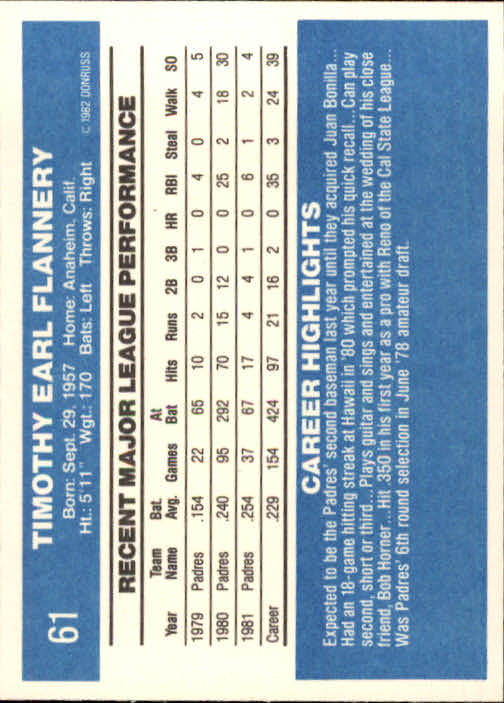 61
TIMOTHY EARL FLANNERY
Born: Sept. 29, 1957 Home: Anaheim, Calif.
Ht.: 5'11" Wgt.: 170 Bats: Left Throws: Right
© 1982 DONRUSS
RECENT MAJOR LEAGUE PERFORMANCE
Year Team Name Bat. Avg. Games At Bat Hits Runs 2B 3B HR RBI Steal Walk SO
1979 Padres .154 22 65 10 2 0 1 0 4 0 4 5
1980 Padres .240 95 292 70 15 12 0 0 25 2 18 30
1981 Padres .254 37 67 17 4 4 1 0 6 1 2 4
Career .229 154 424 97 21 16 2 0 35 3 24 39
CAREER HIGHLIGHTS
Expected to be the Padres' second baseman last year until they acquired Juan Bonilla...
Had an 18-game hitting streak at Hawaii in '80 which prompted his quick recall...Can play
second, short or third...Plays guitar and sings and entertained at the wedding of his close
friend, Bob Horner...Hit .350 in his first year as a pro with Reno of the Cal State League...
Was Padres' 6th round selection in June '78 amateur draft.